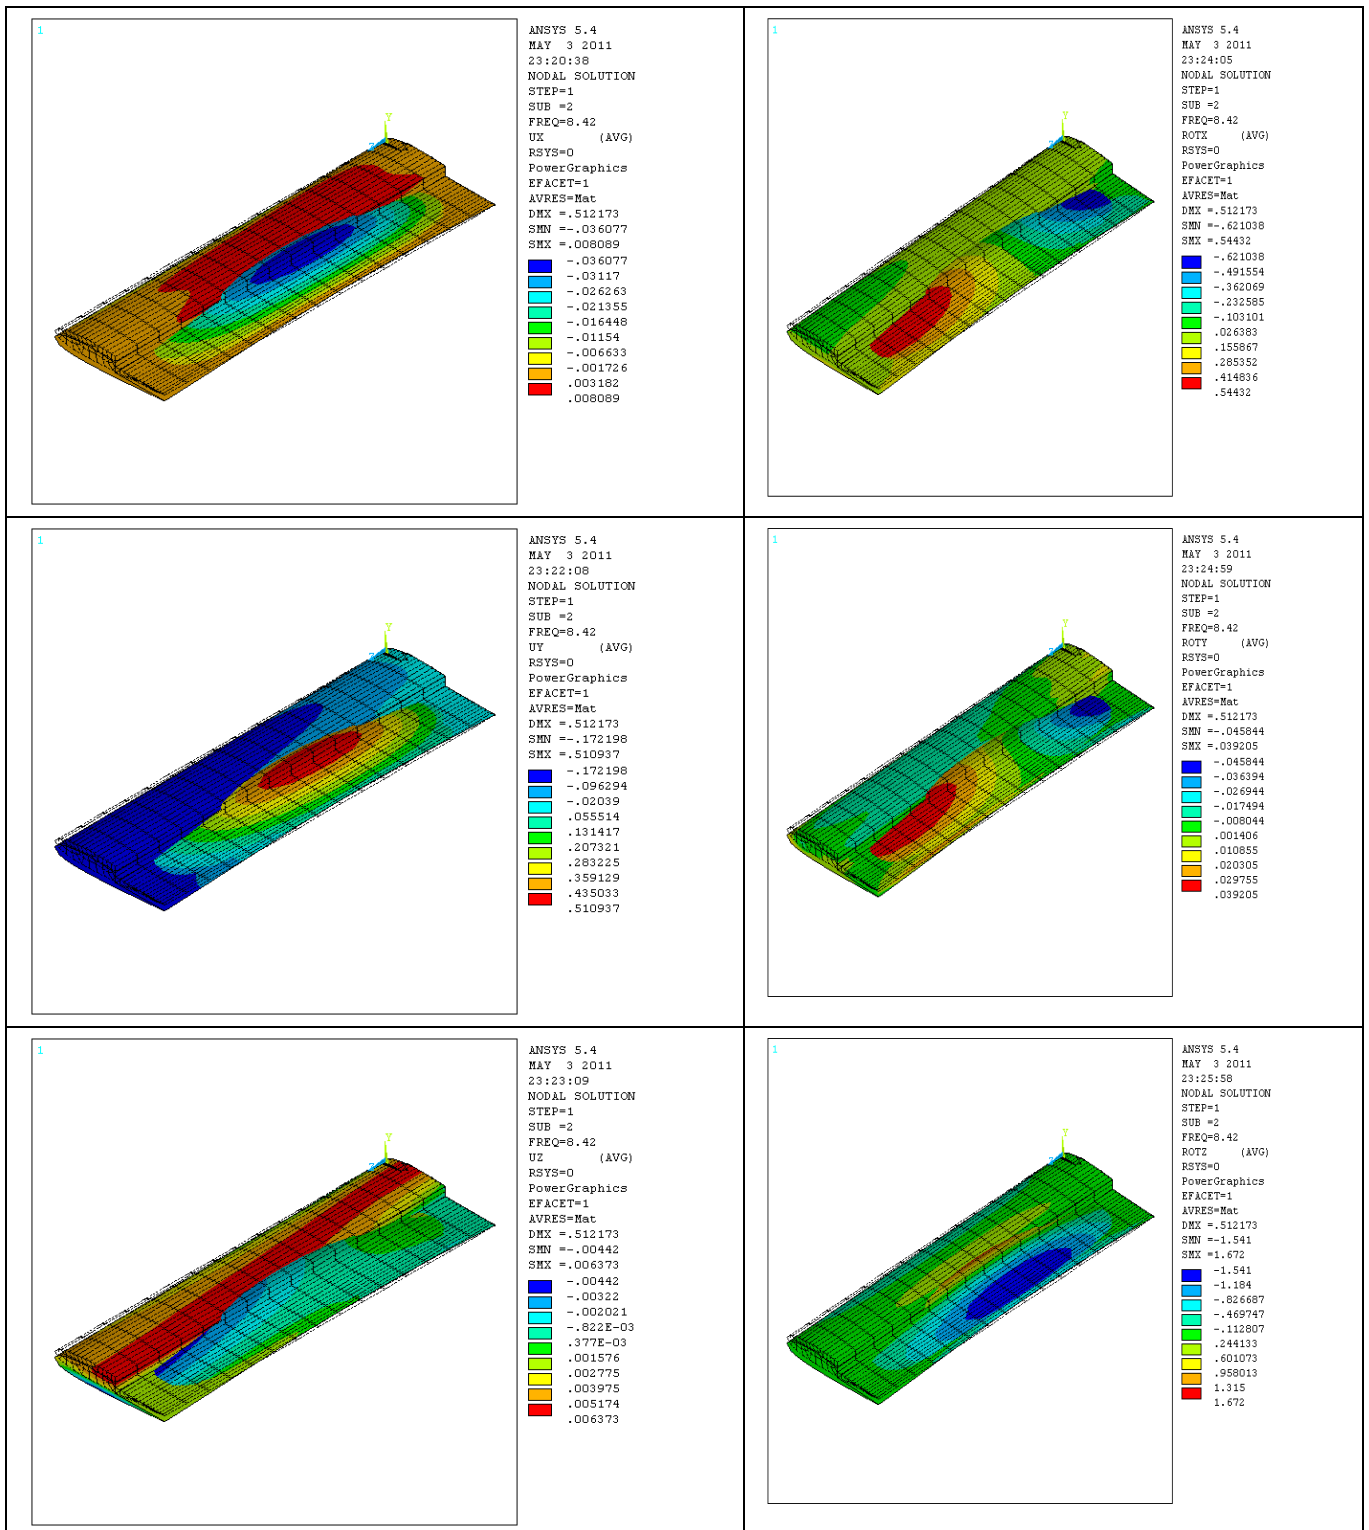 1
ANSYS 5.4
MAY 3 2011
23:20:38
NODAL SOLUTION
STEP=1
SUB =2
FREQ=8.42
UX (AVG)
RSYS=0
PowerGraphics
EFACET=1
AVRES=Mat
DMX =.512173
SMN =-.036077
SMX =.008089
-.036077
-.03117
-.026263
-.021355
-.016448
-.01154
-.006633
-.001726
.003182
.008089
Y
Z
1
ANSYS 5.4
MAY 3 2011
23:24:05
NODAL SOLUTION
STEP=1
SUB =2
FREQ=8.42
ROTX (AVG)
RSYS=0
PowerGraphics
EFACET=1
AVRES=Mat
DMX =.512173
SMN =-.621038
SMX =.54432
-.621038
-.491554
-.362069
-.232585
-.103101
.026383
.155867
.285352
.414836
.54432
Y
Z
1
ANSYS 5.4
MAY 3 2011
23:22:08
NODAL SOLUTION
STEP=1
SUB =2
FREQ=8.42
UY (AVG)
RSYS=0
PowerGraphics
EFACET=1
AVRES=Mat
DMX =.512173
SMN =-.172198
SMX =.510937
-.172198
-.096294
-.02039
.055514
.131417
.207321
.283225
.359129
.435033
.510937
Y
Z
1
ANSYS 5.4
MAY 3 2011
23:24:59
NODAL SOLUTION
STEP=1
SUB =2
FREQ=8.42
ROTY (AVG)
RSYS=0
PowerGraphics
EFACET=1
AVRES=Mat
DMX =.512173
SMN =-.045844
SMX =.039205
-.045844
-.036394
-.026944
-.017494
-.008044
.001406
.010855
.020305
.029755
.039205
Y
Z
1
ANSYS 5.4
MAY 3 2011
23:23:09
NODAL SOLUTION
STEP=1
SUB =2
FREQ=8.42
UZ (AVG)
RSYS=0
PowerGraphics
EFACET=1
AVRES=Mat
DMX =.512173
SMN =-.00442
SMX =.006373
-.00442
-.00322
-.002021
-.822E-03
.377E-03
.001576
.002775
.003975
.005174
.006373
Y
Z
1
ANSYS 5.4
MAY 3 2011
23:25:58
NODAL SOLUTION
STEP=1
SUB =2
FREQ=8.42
ROTZ (AVG)
RSYS=0
PowerGraphics
EFACET=1
AVRES=Mat
DMX =.512173
SMN =-1.541
SMX =1.672
-1.541
-1.184
-.826687
-.469747
-.112807
.244133
.601073
.958013
1.315
1.672
Y
Z